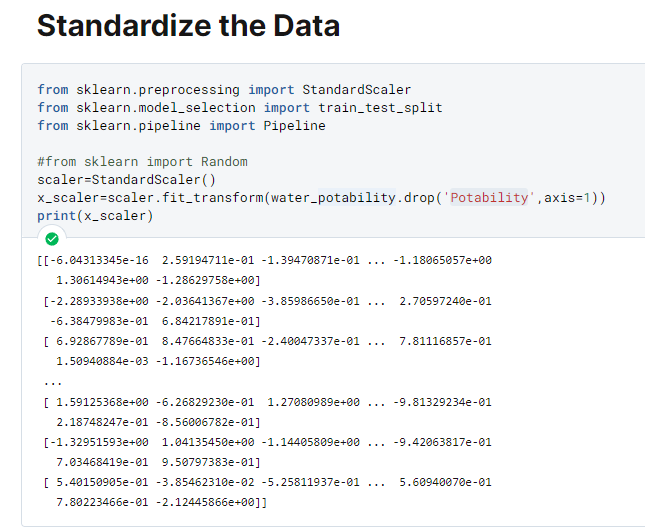 Standardize the Data
from sklearn.preprocessing import StandardScaler
from sklearn.model_selection import train_test_split
from sklearn.pipeline import Pipeline
#from sklearn import Random
scaler=StandardScaler()
x_scaler=scaler.fit_transform(water_potability.drop('Potability',axis=1))
print(x_scaler)
[[-6.04313345e-16  2.59194711e-01 -1.39470871e-01 ... -1.18065057e+00
   1.30614943e+00 -1.28629758e+00]
 [-2.28933938e+00 -2.03641367e+00 -3.85986650e-01 ...  2.70597240e-01
  -6.38479983e-01  6.84217891e-01]
 [ 6.92867789e-01  8.47664833e-01 -2.40047337e-01 ...  7.81116857e-01
   1.50940884e-03 -1.16736546e+00]
 ...
 [ 1.59125368e+00 -6.26829230e-01  1.27080989e+00 ... -9.81329234e-01
   2.18748247e-01 -8.56006782e-01]
 [-1.32951593e+00  1.04135450e+00 -1.14405809e+00 ... -9.42063817e-01
   7.03468419e-01  9.50797383e-01]
 [ 5.40150905e-01 -3.85462310e-02 -5.25811937e-01 ...  5.60940070e-01
   7.80223466e-01 -2.12445866e+00]]